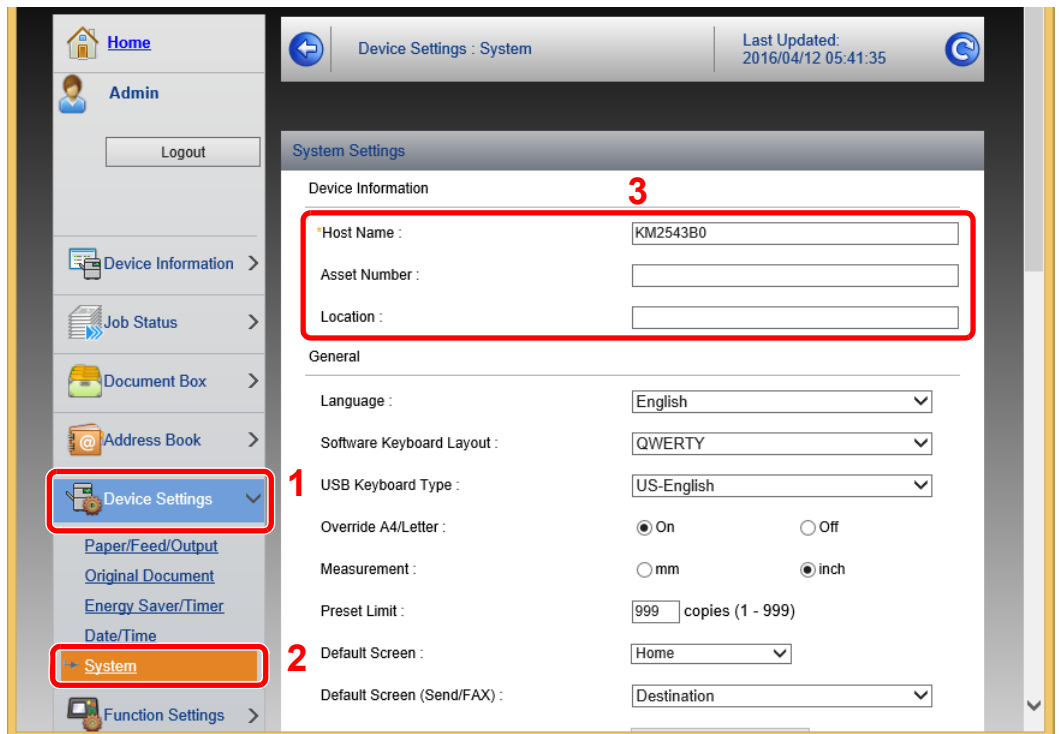 Home
Admin
Logout
Device Information
Job Status
Document Box
Address Book
Device Settings
1
Paper/Feed/Output
Original Document
Energy Saver/Timer
Date/Time
System
2
Function Settings
Device Settings : System
Last Updated:
2016/04/12 05:41:35
System Settings
Device Information
3
*Host Name : KM2543B0
Asset Number :
Location :
General
Language : English
Software Keyboard Layout : QWERTY
USB Keyboard Type : US-English
Override A4/Letter : On Off
Measurement : mm inch
Preset Limit : 999 copies (1 - 999)
Default Screen : Home
Default Screen (Send/FAX) : Destination